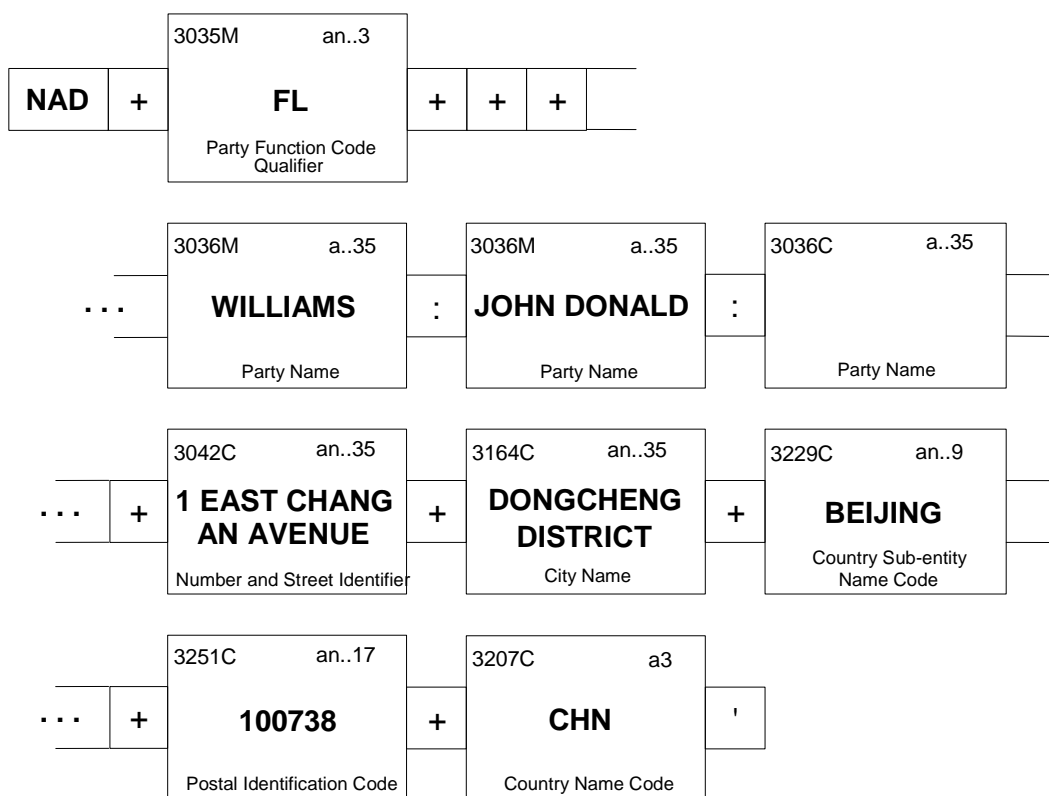 3035M an..3
NAD + FL + + +
Party Function Code
Qualifier
3036M a..35 3036M a..35 3036C a..35
... WILLIAMS : JOHN DONALD :
Party Name Party Name Party Name
3042C an..35 3164C an..35 3229C an..9
... + 1 EAST CHANG + DONGCHENG + BEIJING
AN AVENUE DISTRICT
Number and Street Identifier City Name Country Sub-entity
Name Code
3251C an..17 3207C a3
... + 100738 + CHN '
Postal Identification Code Country Name Code